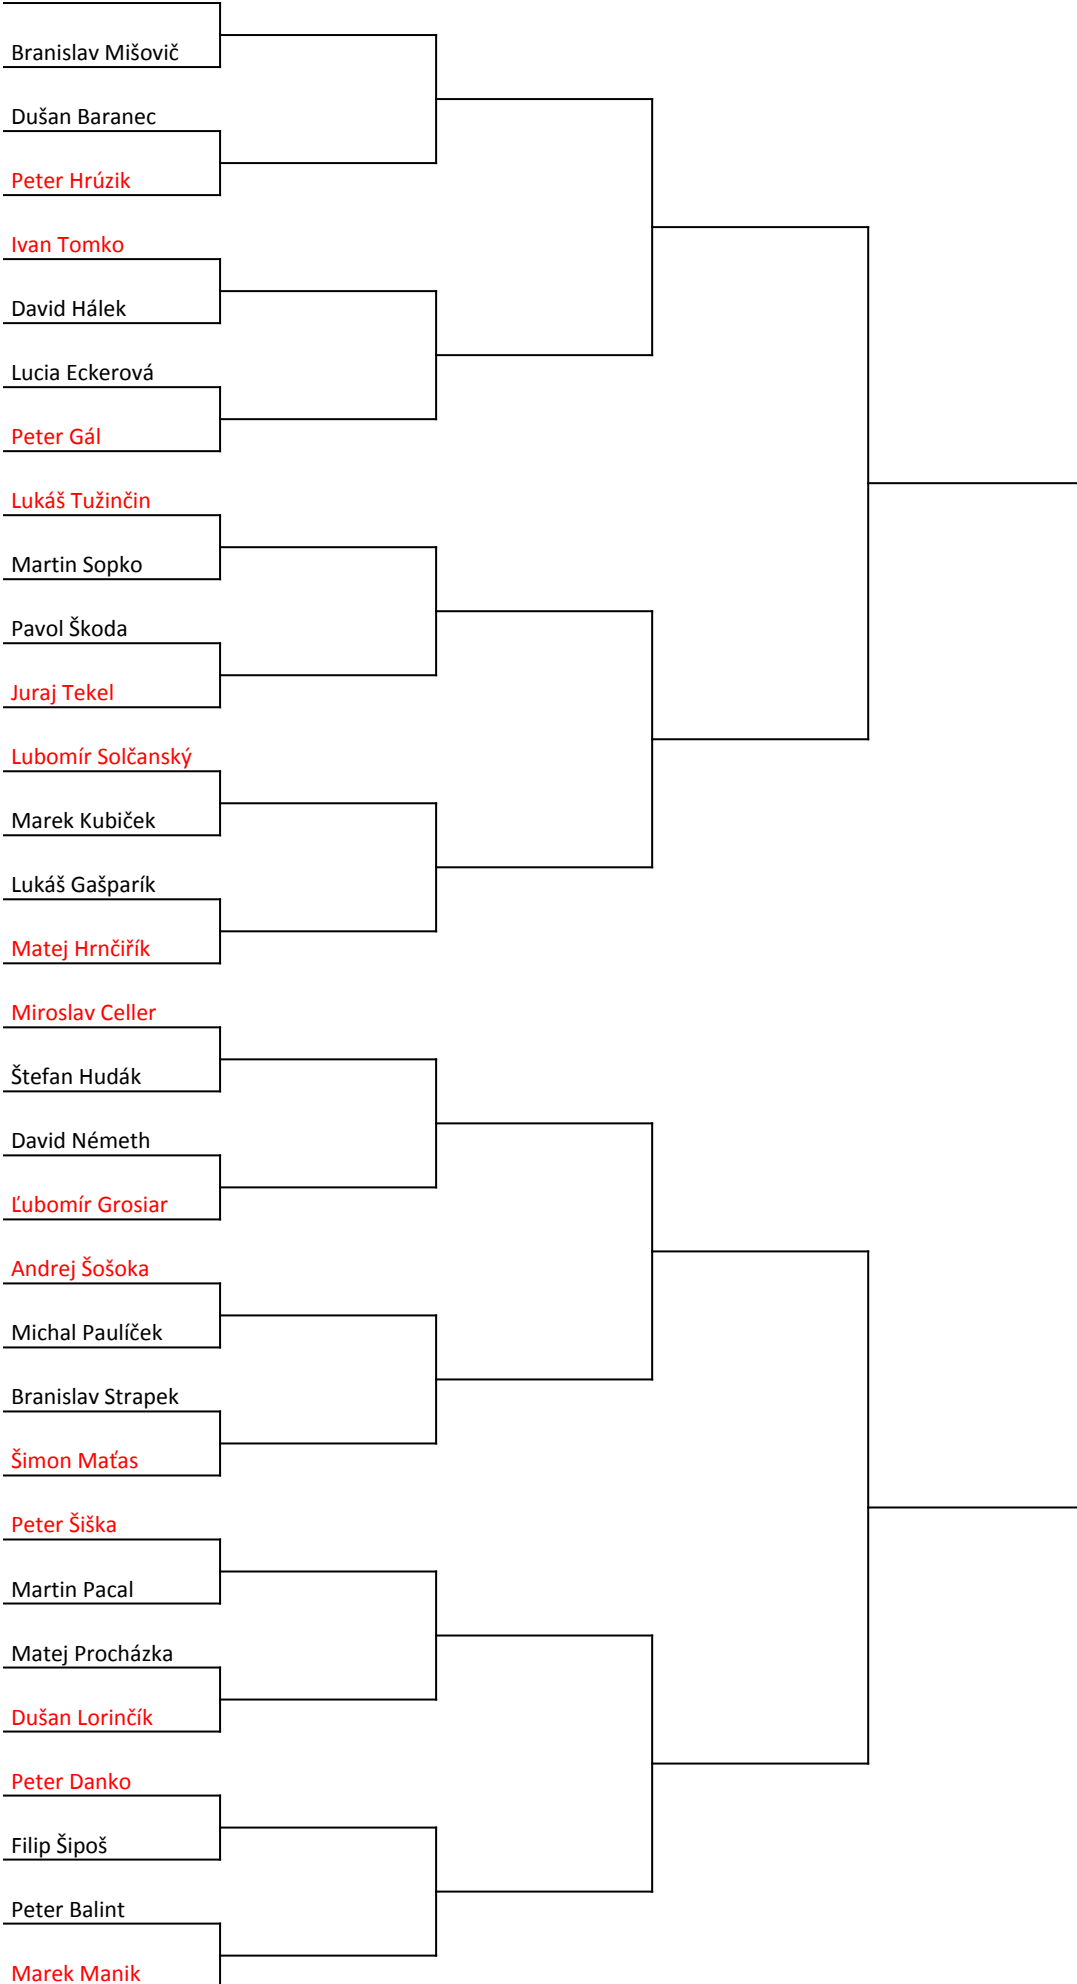 Branislav Mišovič
Dušan Baranec
Peter Hrúzik
Ivan Tomko
David Hálek
Lucia Eckerová
Peter Gál
Lukáš Tužinčin
Martin Sopko
Pavol Škoda
Juraj Tekel
Lubomír Solčanský
Marek Kubiček
Lukáš Gašparík
Matej Hrnčiřík
Miroslav Celler
Štefan Hudák
David Németh
Ľubomír Grosiar
Andrej Šošoka
Michal Paulíček
Branislav Strapek
Šimon Maťas
Peter Šiška
Martin Pacal
Matej Procházka
Dušan Lorinčík
Peter Danko
Filip Šipoš
Peter Balint
Marek Manik